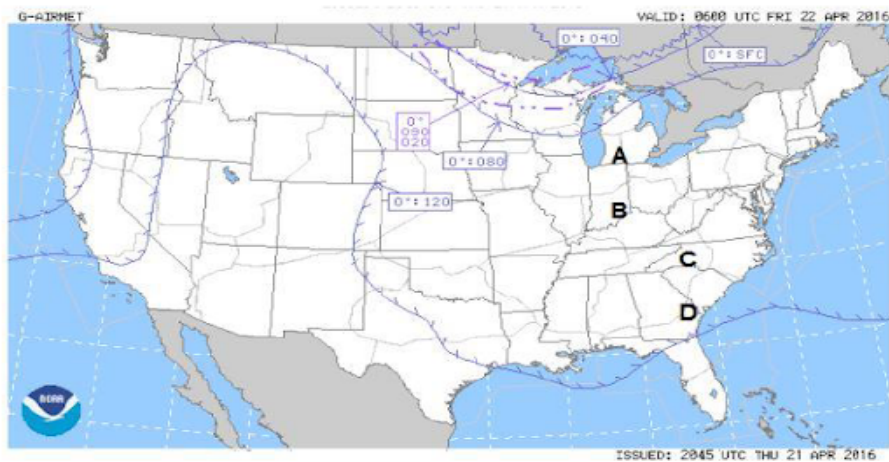 G-AIRMET
VALID: 0600 UTC FRI 22 APR 2016
0°:040
0°:SFC
0°
090
020
0°:080
A
0°:120
B
C
D
NOAA
ISSUED: 2045 UTC THU 21 APR 2016